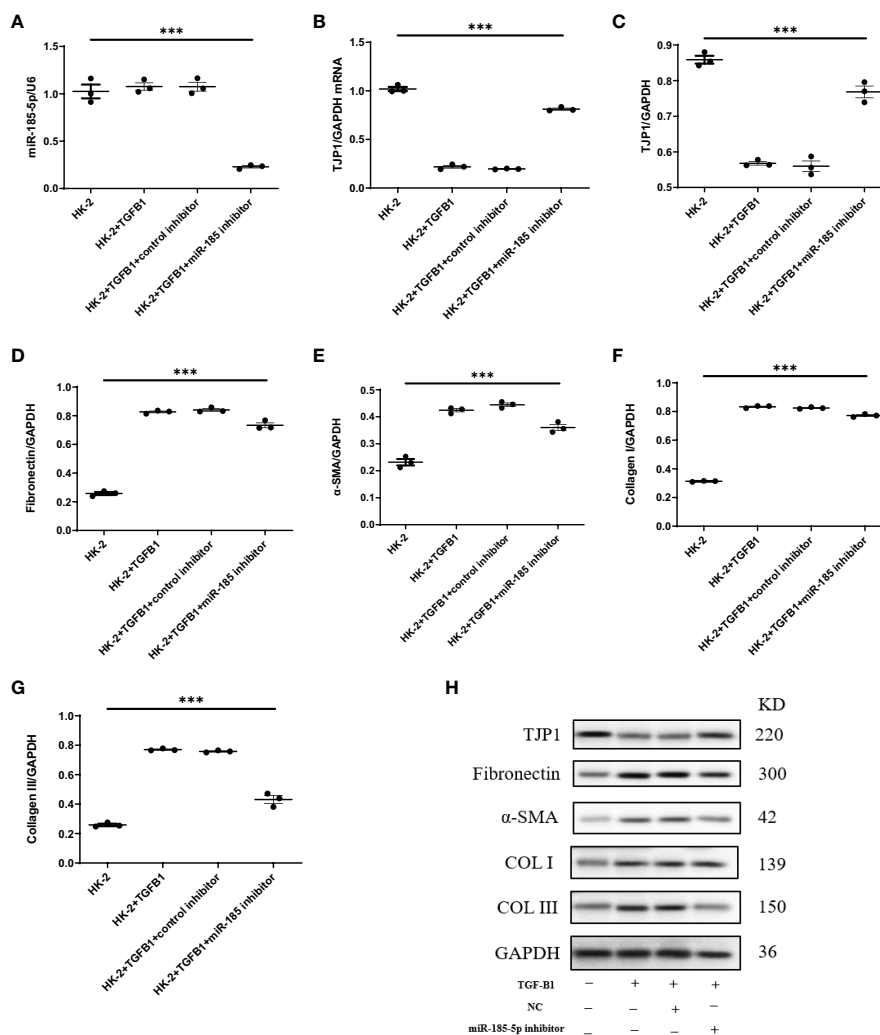 A
***
miR-185-5p/U6
1.5
1.0
0.5
0.0
HK-2
HK-2+TGFB1
HK-2+TGFB1+control inhibitor
HK-2+TGFB1+miR-185 inhibitor
B
***
TJP1/GAPDH mRNA
1.5
1.0
0.5
0.0
HK-2
HK-2+TGFB1
HK-2+TGFB1+control inhibitor
HK-2+TGFB1+miR-185 inhibitor
C
***
TJP1/GAPDH
0.9
0.8
0.7
0.6
0.5
HK-2
HK-2+TGFB1
HK-2+TGFB1+control inhibitor
HK-2+TGFB1+miR-185 inhibitor
D
***
Fibronectin/GAPDH
1.0
0.8
0.6
0.4
0.2
0.0
HK-2
HK-2+TGFB1
HK-2+TGFB1+control inhibitor
HK-2+TGFB1+miR-185 inhibitor
E
***
α-SMA/GAPDH
0.5
0.4
0.3
0.2
0.1
0.0
HK-2
HK-2+TGFB1
HK-2+TGFB1+control inhibitor
HK-2+TGFB1+miR-185 inhibitor
F
***
Collagen I/GAPDH
1.0
0.8
0.6
0.4
0.2
0.0
HK-2
HK-2+TGFB1
HK-2+TGFB1+control inhibitor
HK-2+TGFB1+miR-185 inhibitor
G
***
Collagen III/GAPDH
1.0
0.8
0.6
0.4
0.2
0.0
HK-2
HK-2+TGFB1
HK-2+TGFB1+control inhibitor
HK-2+TGFB1+miR-185 inhibitor
H
KD
TJP1 220
Fibronectin 300
α-SMA 42
COL I 139
COL III 150
GAPDH 36
TGF-B1 – + + +
NC – – + –
miR-185-5p inhibitor – – – +